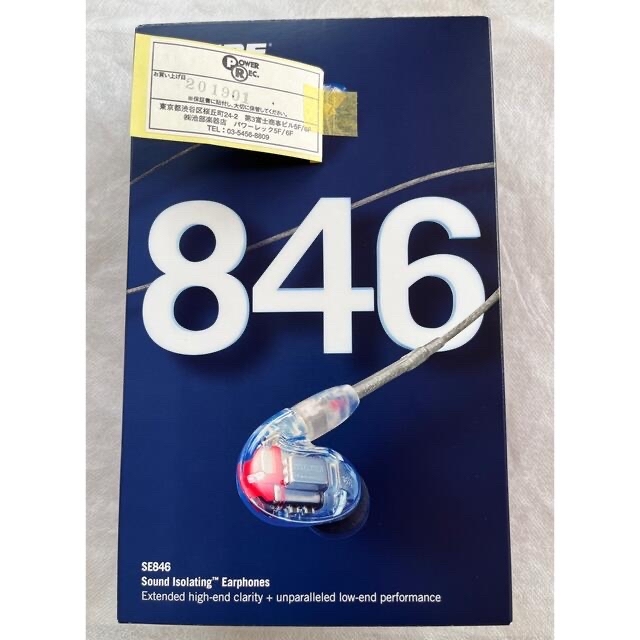 POWER
REC.
お買い上げ日
201901
※保証書に貼付し、大切に保管してください。
東京都渋谷区桜丘町24-2 第3富士商事ビル5F/6F
㈱池部楽器店 パワーレック5F/6F
TEL: 03-5456-8809
846
SE846
Sound Isolating™ Earphones
Extended high-end clarity + unparalleled low-end performance